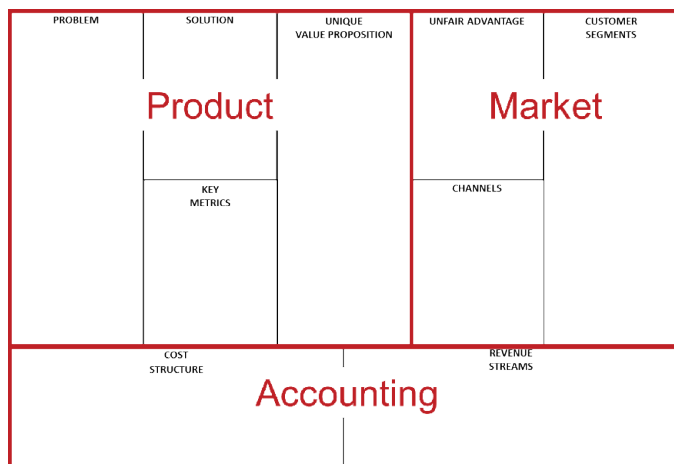 PROBLEM
SOLUTION
UNIQUE
VALUE PROPOSITION
UNFAIR ADVANTAGE
CUSTOMER
SEGMENTS
Product
Market
KEY
METRICS
CHANNELS
COST
STRUCTURE
REVENUE
STREAMS
Accounting